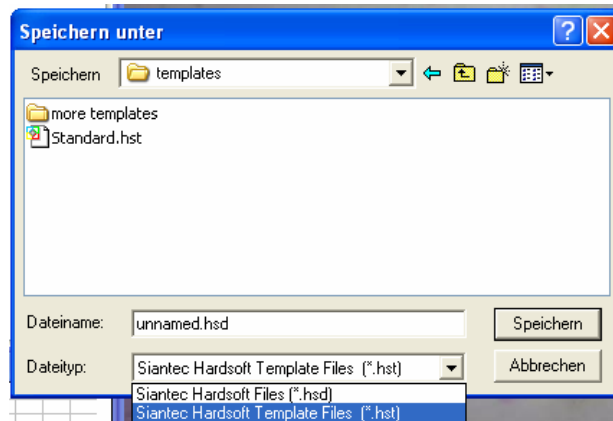 Speichern unter
Speichern templates
more templates
Standard.hst
Dateiname: unnamed.hsd Speichern
Dateityp: Siantec Hardsoft Template Files (*.hst) Abbrechen
Siantec Hardsoft Files (*.hsd)
Siantec Hardsoft Template Files (*.hst)